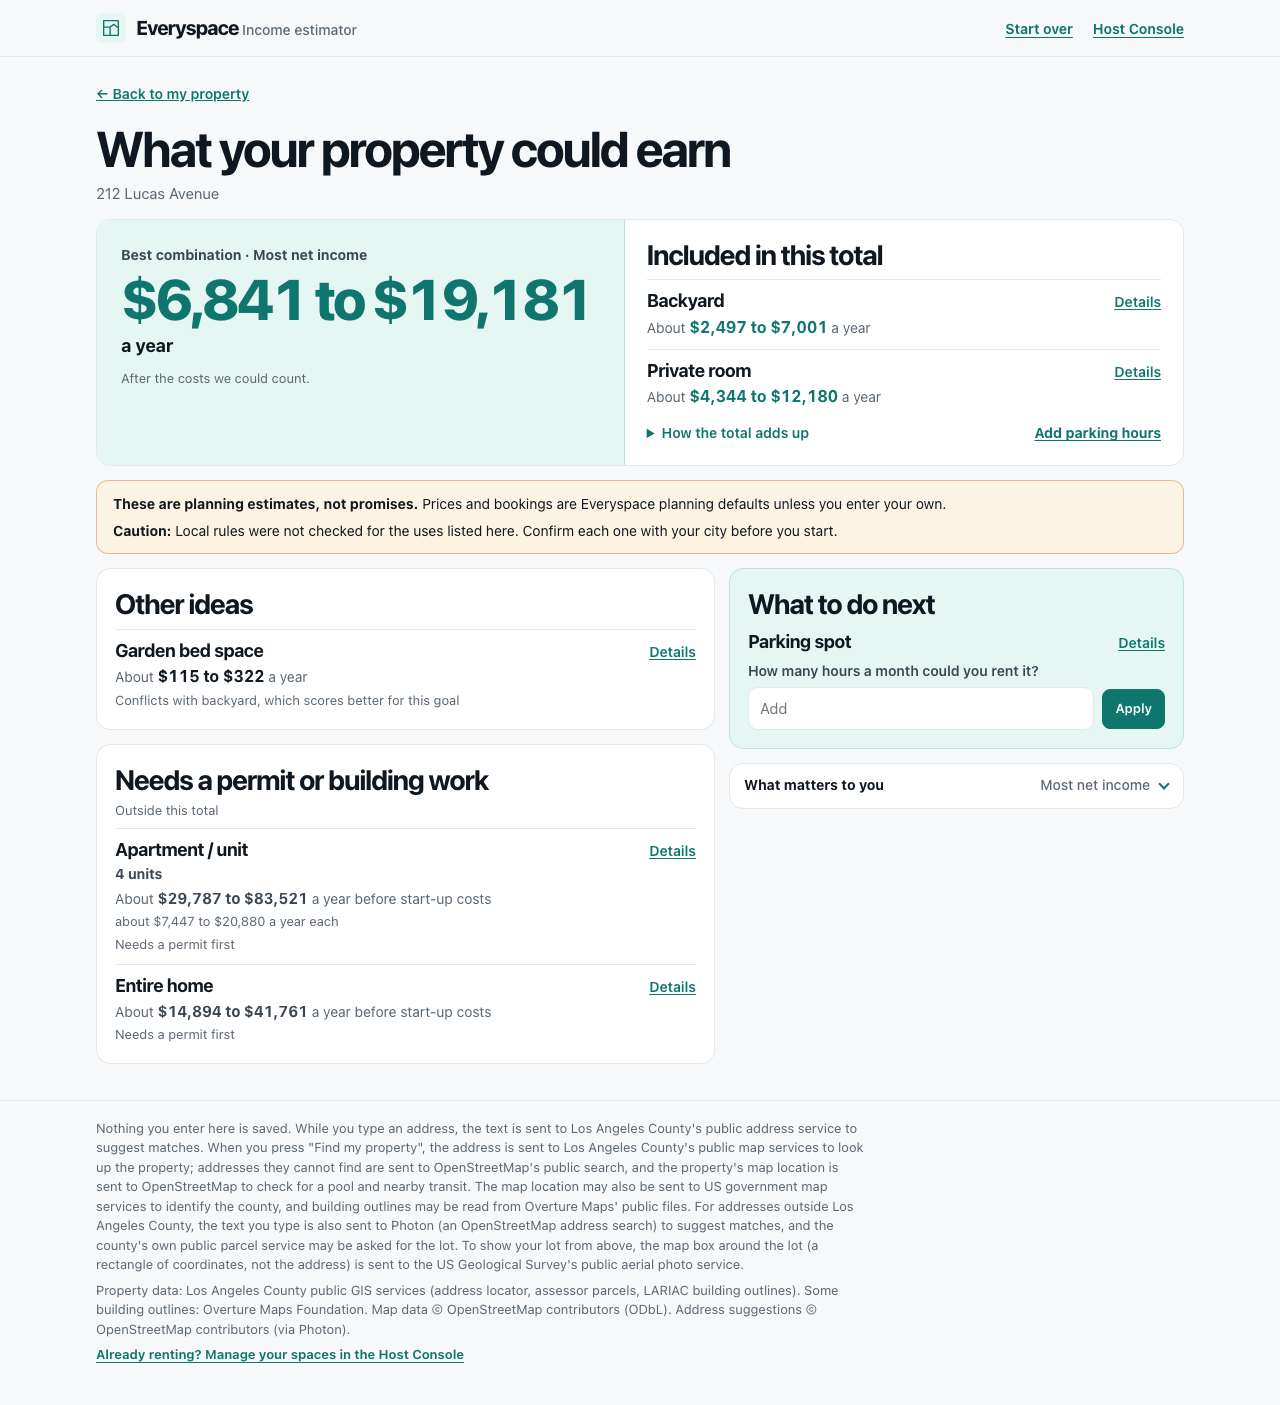 Everyspace Income estimator
Start over
Host Console
← Back to my property
What your property could earn
212 Lucas Avenue
Best combination · Most net income
$6,841 to $19,181
a year
After the costs we could count.
Included in this total
Backyard
Details
About $2,497 to $7,001 a year
Private room
Details
About $4,344 to $12,180 a year
How the total adds up
Add parking hours
These are planning estimates, not promises. Prices and bookings are Everyspace planning defaults unless you enter your own.
Caution: Local rules were not checked for the uses listed here. Confirm each one with your city before you start.
Other ideas
Garden bed space
Details
About $115 to $322 a year
Conflicts with backyard, which scores better for this goal
Needs a permit or building work
Outside this total
Apartment / unit
Details
4 units
About $29,787 to $83,521 a year before start-up costs
about $7,447 to $20,880 a year each
Needs a permit first
Entire home
Details
About $14,894 to $41,761 a year before start-up costs
Needs a permit first
What to do next
Parking spot
Details
How many hours a month could you rent it?
Add
Apply
What matters to you
Most net income
Nothing you enter here is saved. While you type an address, the text is sent to Los Angeles County's public address service to
suggest matches. When you press "Find my property", the address is sent to Los Angeles County's public map services to look
up the property; addresses they cannot find are sent to OpenStreetMap's public search, and the property's map location is
sent to OpenStreetMap to check for a pool and nearby transit. The map location may also be sent to US government map
services to identify the county, and building outlines may be read from Overture Maps' public files. For addresses outside Los
Angeles County, the text you type is also sent to Photon (an OpenStreetMap address search) to suggest matches, and the
county's own public parcel service may be asked for the lot. To show your lot from above, the map box around the lot (a
rectangle of coordinates, not the address) is sent to the US Geological Survey's public aerial photo service.
Property data: Los Angeles County public GIS services (address locator, assessor parcels, LARIAC building outlines). Some
building outlines: Overture Maps Foundation. Map data © OpenStreetMap contributors (ODbL). Address suggestions ©
OpenStreetMap contributors (via Photon).
Already renting? Manage your spaces in the Host Console